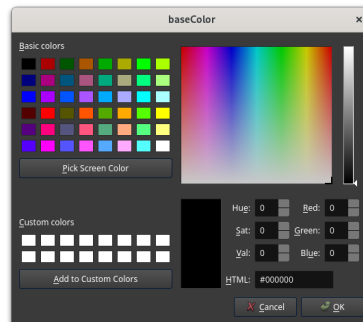 baseColor
Basic colors
Pick Screen Color
Custom colors
Add to Custom Colors
Hue: 0 Red: 0
Sat: 0 Green: 0
Val: 0 Blue: 0
HTML: #000000
Cancel OK